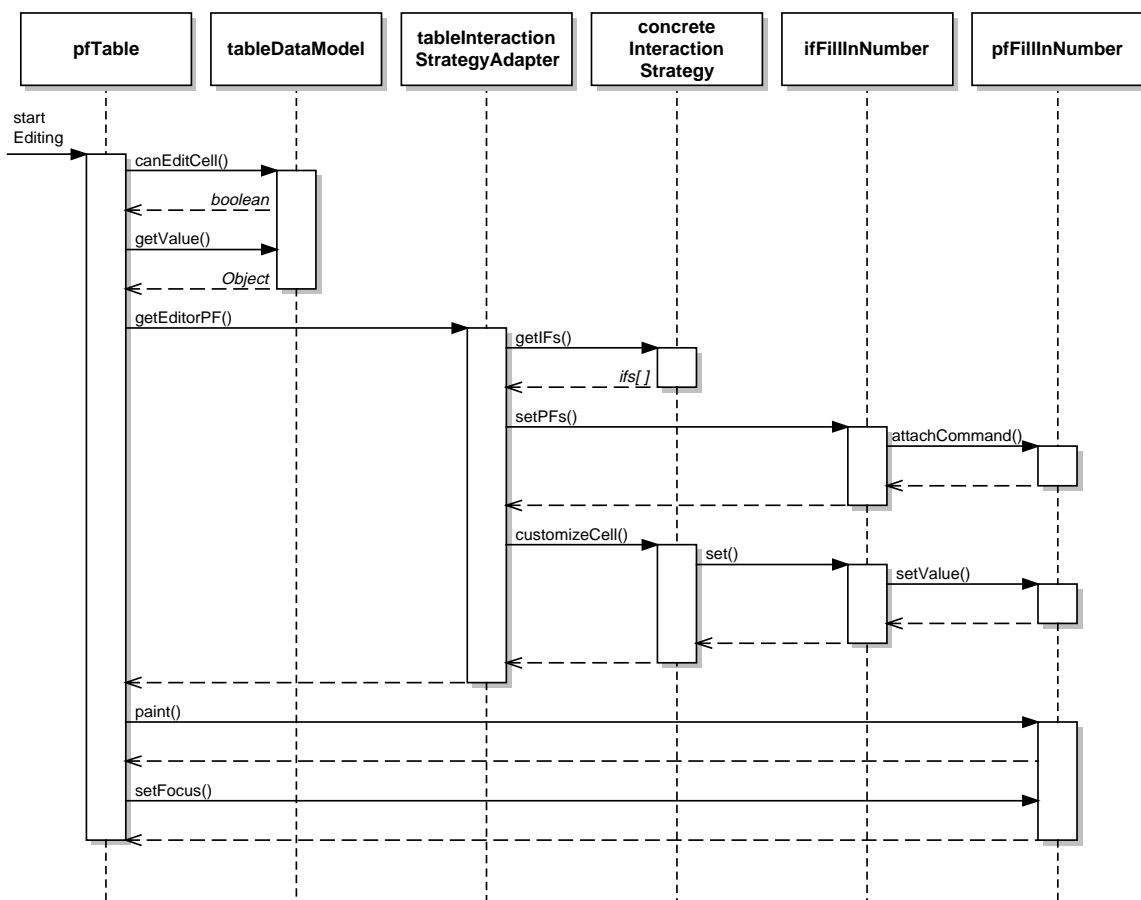 pfTable
tableDataModel
tableInteraction
StrategyAdapter
concrete
Interaction
Strategy
ifFillInNumber
pfFillInNumber
start
Editing
canEditCell()
boolean
getValue()
Object
getEditorPF()
getIFs()
ifs[ ]
setPFs()
attachCommand()
customizeCell()
set()
setValue()
paint()
setFocus()